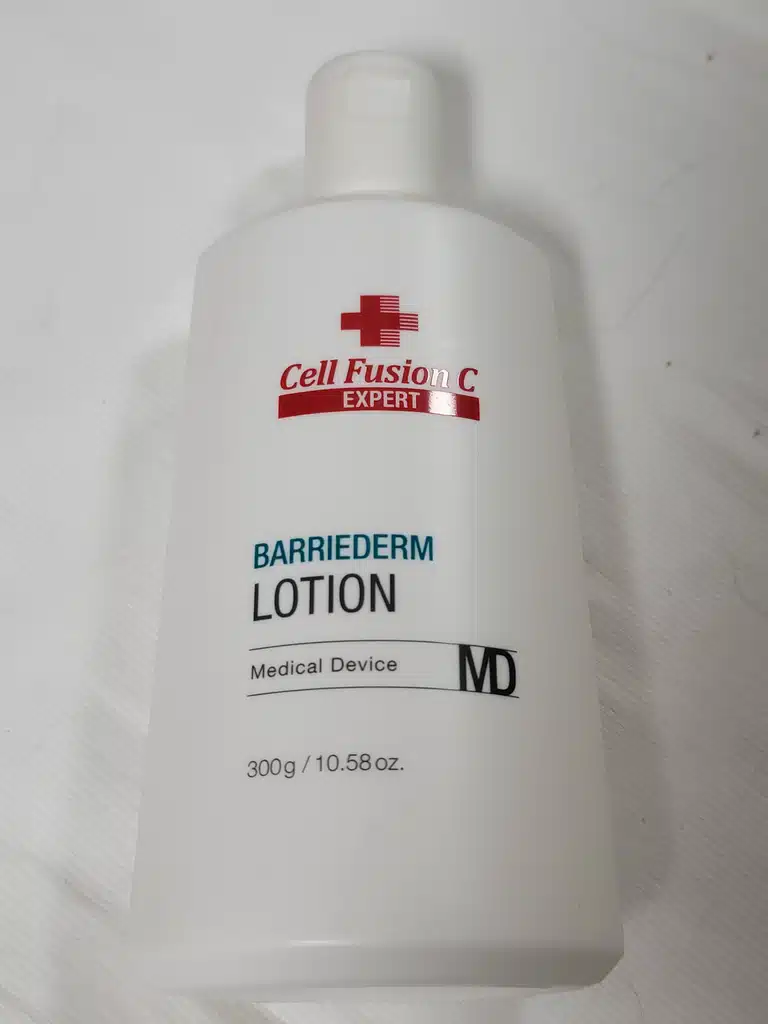 Cell Fusion C
EXPERT
BARRIEDERM
LOTION
Medical Device MD
300g / 10.58 oz.